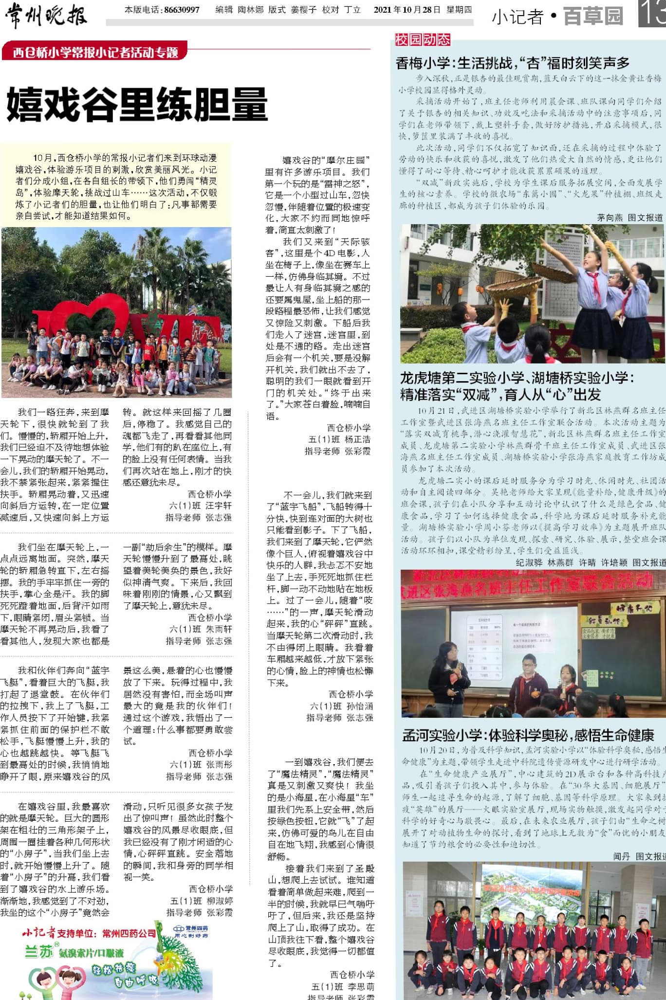 常州晚报
本版电话:86630997 编辑 陶林娜 版式 姜樱子 校对 丁立 2021年10月28日 星期四
小记者·百草园
13
西仓桥小学常报小记者活动专题
嬉戏谷里练胆量
10月,西仓桥小学的常报小记者们来到环球动漫
嬉戏谷,体验游乐项目的刺激,欣赏美丽风光。小记
者们分成小组,在各自组长的带领下,他们勇闯“精灵
岛”,体验摩天轮,挑战过山车……这次活动,不仅锻
炼了小记者们的胆量,也让他们明白了:凡事都需要
亲自尝试,才能知道结果如何。
我们一路狂奔,来到摩
天轮下,很快就轮到了我
们。慢慢的,轿厢开始上升,
我们已经迫不及待地想体验
一下晃动的摩天轮了。不一
会儿,我们的轿厢开始晃动,
我不禁紧张起来,紧紧握住
扶手。轿厢晃动着,又迅速
向斜后方运转,在一定位置
减速后,又快速向斜上方运
转。就这样来回摇了几圈
后,停稳了。我感觉自己的
魂都飞走了,再看看其他同
学,他们有的趴在座位上,有
的脸上没有任何表情。当我
们再次站在地上,刚才的快
感还意犹未尽。
西仓桥小学
六(1)班 汪宇轩
指导老师 张志强
我们坐在摩天轮上,一
点点远离地面。突然,摩天
轮的轿厢急转直下,左右摇
摆。我的手牢牢抓住一旁的
扶手,掌心全是汗。我的脚
死死蹬着地面,后背汗如雨
下,眼睛紧闭,眉头紧锁。当
摩天轮不再晃动后,我看了
看其他人,发现大家也都是
一副“劫后余生”的模样。摩
天轮慢慢升到了最高处,眺
望着美轮美奂的景色,我好
似神清气爽。下来后,我回
味着刚刚的情景,心又飘到
了摩天轮上,意犹未尽。
西仓桥小学
六(1)班 朱雨轩
指导老师 张志强
我和伙伴们奔向“蓝宇
飞艇”,看着巨大的飞艇,我
打起了退堂鼓。在伙伴们
的拉拽下,我上了飞艇,工
作人员按下了开始键,我紧
紧抓住前面的保护栏不敢
松手,飞艇慢慢上升,我的
心也越跳越快。等飞艇飞
到最高处的时候,我悄悄地
睁开了眼,原来嬉戏谷的风
景这么美,悬着的心也慢慢
放了下来。玩得过程中,我
居然没有害怕,而全场叫声
最大的竟是我的伙伴们!
通过这个游戏,我悟出了一
个道理:什么事都要勇敢尝
试。
西仓桥小学
六(1)班 张雨彤
指导老师 张志强
在嬉戏谷里,我最喜欢
的就是摩天轮。巨大的圆形
架在粗壮的三角形架子上,
周围一圈挂着各种几何形状
的“小房子”,当我们坐上去
时,就开始慢慢上升了。随
着“小房子”的升高,我们看
到了嬉戏谷的水上游乐场。
渐渐地,我感觉到了不对劲,
我坐的这个“小房子”竟然会
滑动,只听见很多女孩子发
出了惊叫声!虽然此时整个
嬉戏谷的风景尽收眼底,但
我已经没有了刚才闲适的心
情,心砰砰直跳。安全落地
的瞬间,我和身旁的同学相
视一笑。
西仓桥小学
五(1)班 柳淑婷
指导老师 张彩霞
小记者支持单位:常州四药公司
常州四药
用心制好药
兰苏®
氨溴索片/口服液
轻松祛痰
自由呼吸
嬉戏谷的“摩尔庄园”
里有许多游乐项目。我们
第一个玩的是“雷神之怒”,
它是一个小型过山车,忽快
忽慢,伴随着位置的极速变
化,大家不约而同地惊呼
着,简直太刺激了!
我们又来到“天际骇
客”,这里是个4D电影,人
坐在椅子上,像坐在赛车上
一样,仿佛身临其境。不过
最让人有身临其境之感的
还要属鬼屋,坐上船的那一
段路程最恐怖,让我们感觉
又惊险又刺激。下船后我
们走入了迷宫,迷宫里,到
处是不通的路。走出迷宫
后会有一个机关,要是没解
开机关,我们就出不去了,
聪明的我们一眼就看到开
门的机关处。“终于出来
了。”大家苍白着脸,喃喃自
语。
西仓桥小学
五(1)班 杨正浩
指导老师 张彩霞
不一会儿,我们就来到
了“蓝宇飞船”,飞船转得十
分快,快到连对面的大树也
只能看到影子。下了飞船,
我们来到了摩天轮,它俨然
像个巨人,俯视着嬉戏谷中
快乐的人群,我忐忑不安地
坐了上去,手死死地抓住栏
杆,脚一动不动地贴在地板
上。过了一会儿,随着“吱
……”的一声,摩天轮滑动
起来,我的心“砰砰”直跳。
当摩天轮第二次滑动时,我
不由得闭上眼睛。我看着
车厢越来越低,才放下紧张
的心情,脸上的神情也松懈
下来。
西仓桥小学
六(1)班 孙怡涵
指导老师 张志强
一到嬉戏谷,我们便去
了“魔法精灵”,“魔法精灵”
真是又刺激又爽快!我坐
的是小海星,在小海星“车”
里我们先系上安全带,然后
按绿色按钮,它就“飞”了起
来,仿佛可爱的鸟儿在自由
自在地飞翔,我感到心情很
舒畅。
接着我们来到了圣殿
山,想爬上去试试。谁知道
看着简单做起来难,爬到一
半的时候,我就早已气喘吁
吁了,但后来,我还是坚持
爬上了山,取得了成功。在
山顶我往下看,整个嬉戏谷
尽收眼底,我觉得一切都值
了。
西仓桥小学
五(1)班 李思萌
指导老师 张彩霞
校园动态
香梅小学:生活挑战,“杏”福时刻笑声多
步入深秋,正是银杏的最佳观赏期,蓝天白云下的这一抹金黄让香梅
小学校园显得格外灵动。
采摘活动开始了,班主任老师利用晨会课、班队课向同学们介绍
了关于银杏的相关知识、功效及吃法和采摘活动中的注意事项后,同
学们在老师带领下,戴上塑料手套,做好防护措施,开启采摘模式,很
快,箩筐里装满了丰收的喜悦。
此次活动,同学们不仅拓宽了知识面,还在采摘的过程中体验了
劳动的快乐和收获的喜悦,激发了他们热爱大自然的情感,更让他们
懂得了耐心等待、精心呵护才能收获累累硕果的道理。
“双减”新政实施后,学校为学生课后服务拓展空间,全面发展学
生的核心素养。学校的微农场“东篱小圃”、“火龙果”种植棚、班级走
廊的种植区,都成为孩子们体验的乐园。
茅向燕 图文报道
龙虎塘第二实验小学、湖塘桥实验小学:
精准落实“双减”,育人从“心”出发
10月21日,武进区湖塘桥实验小学举行了新北区林燕群名班主任
工作室暨武进区张海燕名班主任工作室联合活动。本次活动主题为
“落实双减育桃李,潜心浇灌智慧花”,新北区林燕群名班主任工作室
成员、龙虎塘第二实验小学林燕群骨干班主任工作室成员、武进区张
海燕名班主任工作室成员、湖塘桥实验小学张海燕家庭教育工作坊成
员参加了本次活动。
龙虎塘二实小的课后延时服务分为学习时光、休闲时光、社团活
动和自主阅读四部分。吴艳老师给大家呈现《能量补给,健康升级》的
班会课,孩子们在小队分享和互动讨论中认识了什么是绿色食品、健
康食品,学习了如何选择健康食品,科学地为课后延时服务补充能
量。湖塘桥实验小学周小芬老师以《提高学习效率》为主题展开班队
活动。孩子们以小队为单位发现、探索、研究、体验、展示,整堂班会课
活动环环相扣,课堂精彩纷呈,学生们受益匪浅。
纪淑骅 林燕群 许晴 许培颖 图文报道
武进区张海燕名班主任工作室联合活动
孟河实验小学:体验科学奥秘,感悟生命健康
10月20日,为普及科学知识,孟河实验小学以“体验科学奥秘,感悟生
命健康”为主题,带领学生走进中科院遗传资源研发中心进行研学活动。
在“生命健康产业展厅”,中心建筑的2D展示台和各种高科技产
品,吸引着孩子们投入其中,参与体验。在“30华大基因、细胞展厅”
师生一起追寻生命的起源,了解了细胞、基因等科学原理。大家来到抗
疫“英雄”的展厅——火眼实验室展厅,现场实物触摸,激发起同学对于
科学的好奇心与敬畏心。最后,在未来农业展厅,孩子们由“生命之树”
展开了对动植物生命的探讨,看到了地球上无数为“食”而忧的小朋友
知道了节约粮食的必要性和迫切性。
闻丹 图文报道